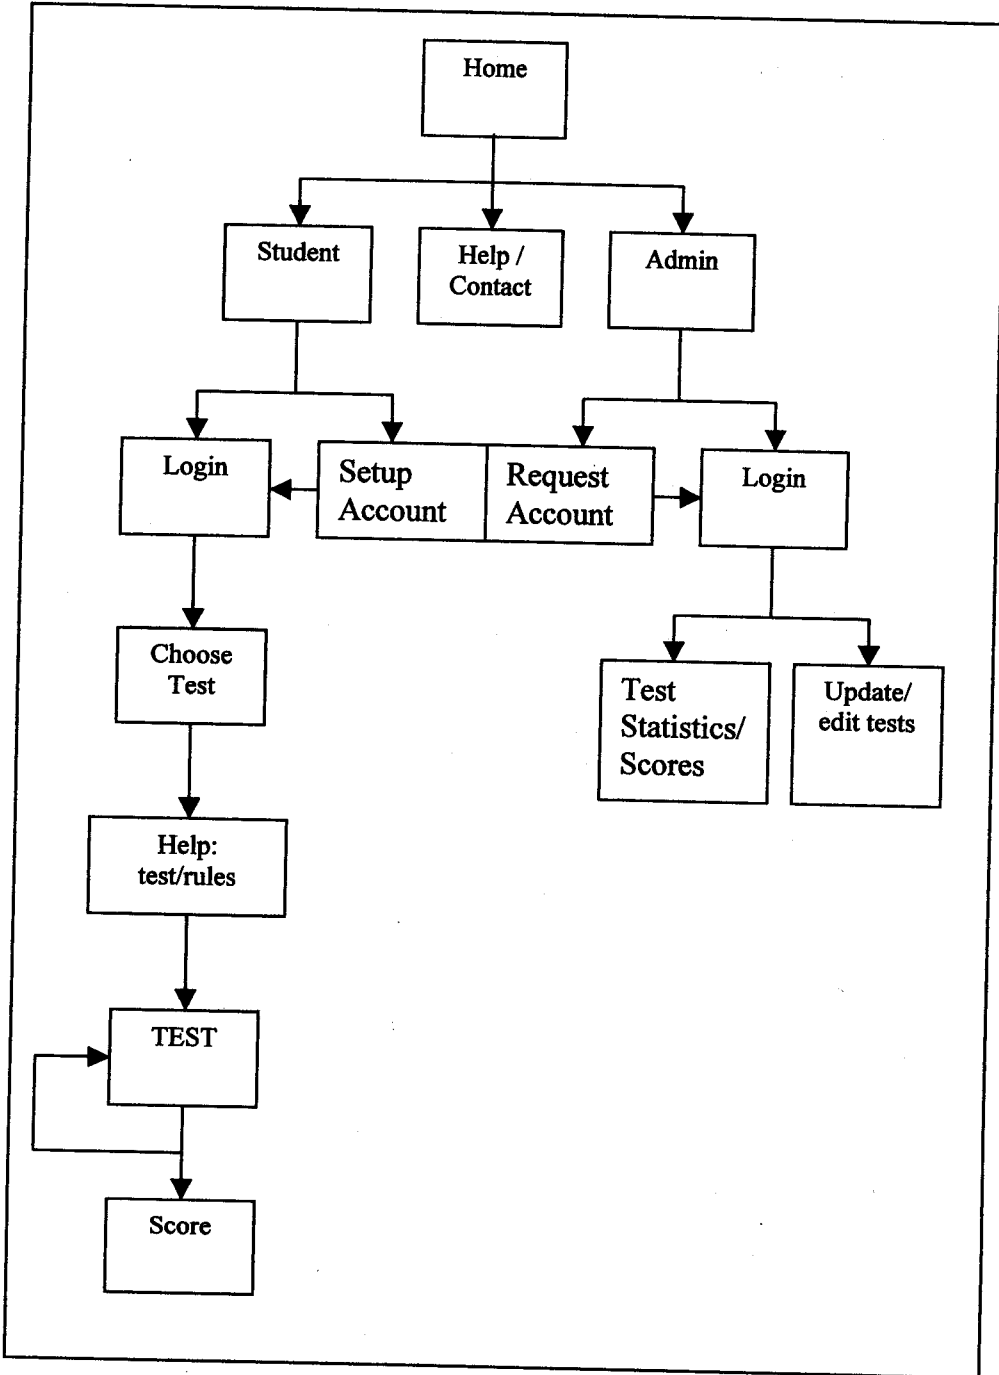 Home
Student
Help /
Contact
Admin
Login
Setup
Account
Request
Account
Login
Choose
Test
Test
Statistics/
Scores
Update/
edit tests
Help:
test/rules
TEST
Score